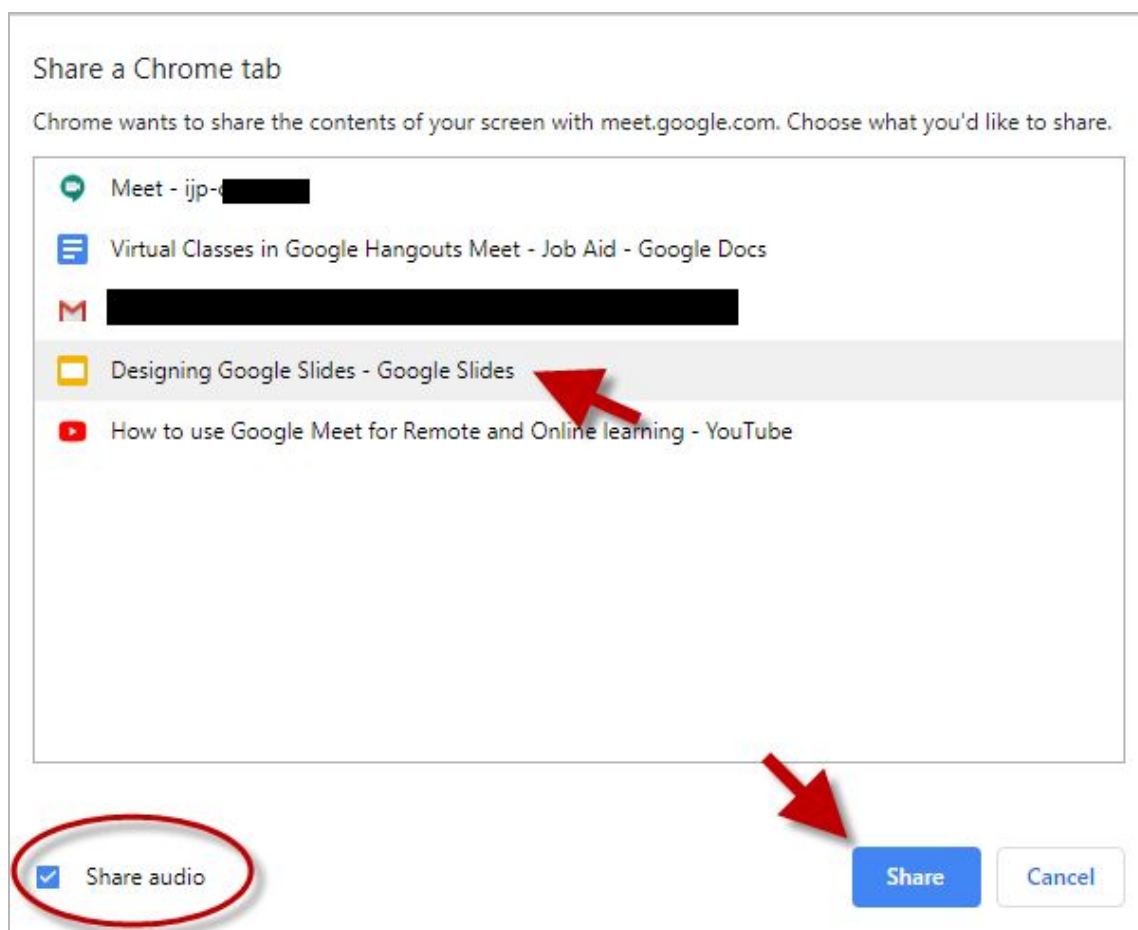 Share a Chrome tab
Chrome wants to share the contents of your screen with meet.google.com. Choose what you'd like to share.
Meet - ijp-
Virtual Classes in Google Hangouts Meet - Job Aid - Google Docs
Designing Google Slides - Google Slides
How to use Google Meet for Remote and Online learning - YouTube
Share audio
Share
Cancel